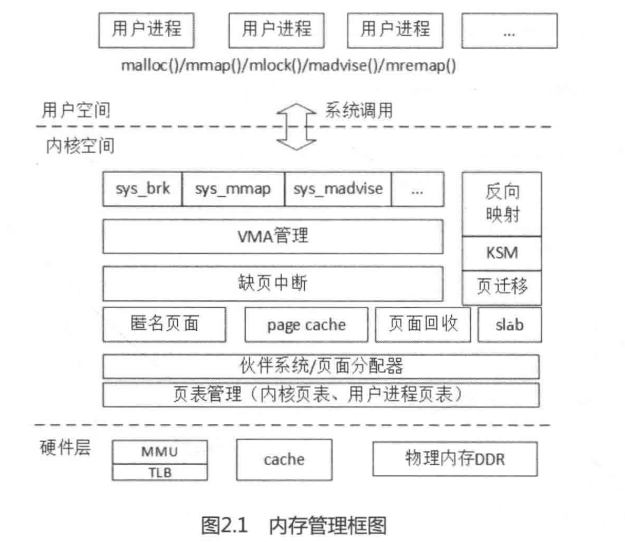 用户进程 用户进程 用户进程 ...
malloc()/mmap()/mlock()/madvise()/mremap()
用户空间 系统调用
内核空间
sys_brk sys_mmap sys_madvise ... 反向映射
VMA管理 KSM
缺页中断 页迁移
匿名页面 page cache 页面回收 slab
伙伴系统/页面分配器
页表管理（内核页表、用户进程页表）
硬件层 MMU cache 物理内存DDR
TLB
图2.1 内存管理框图